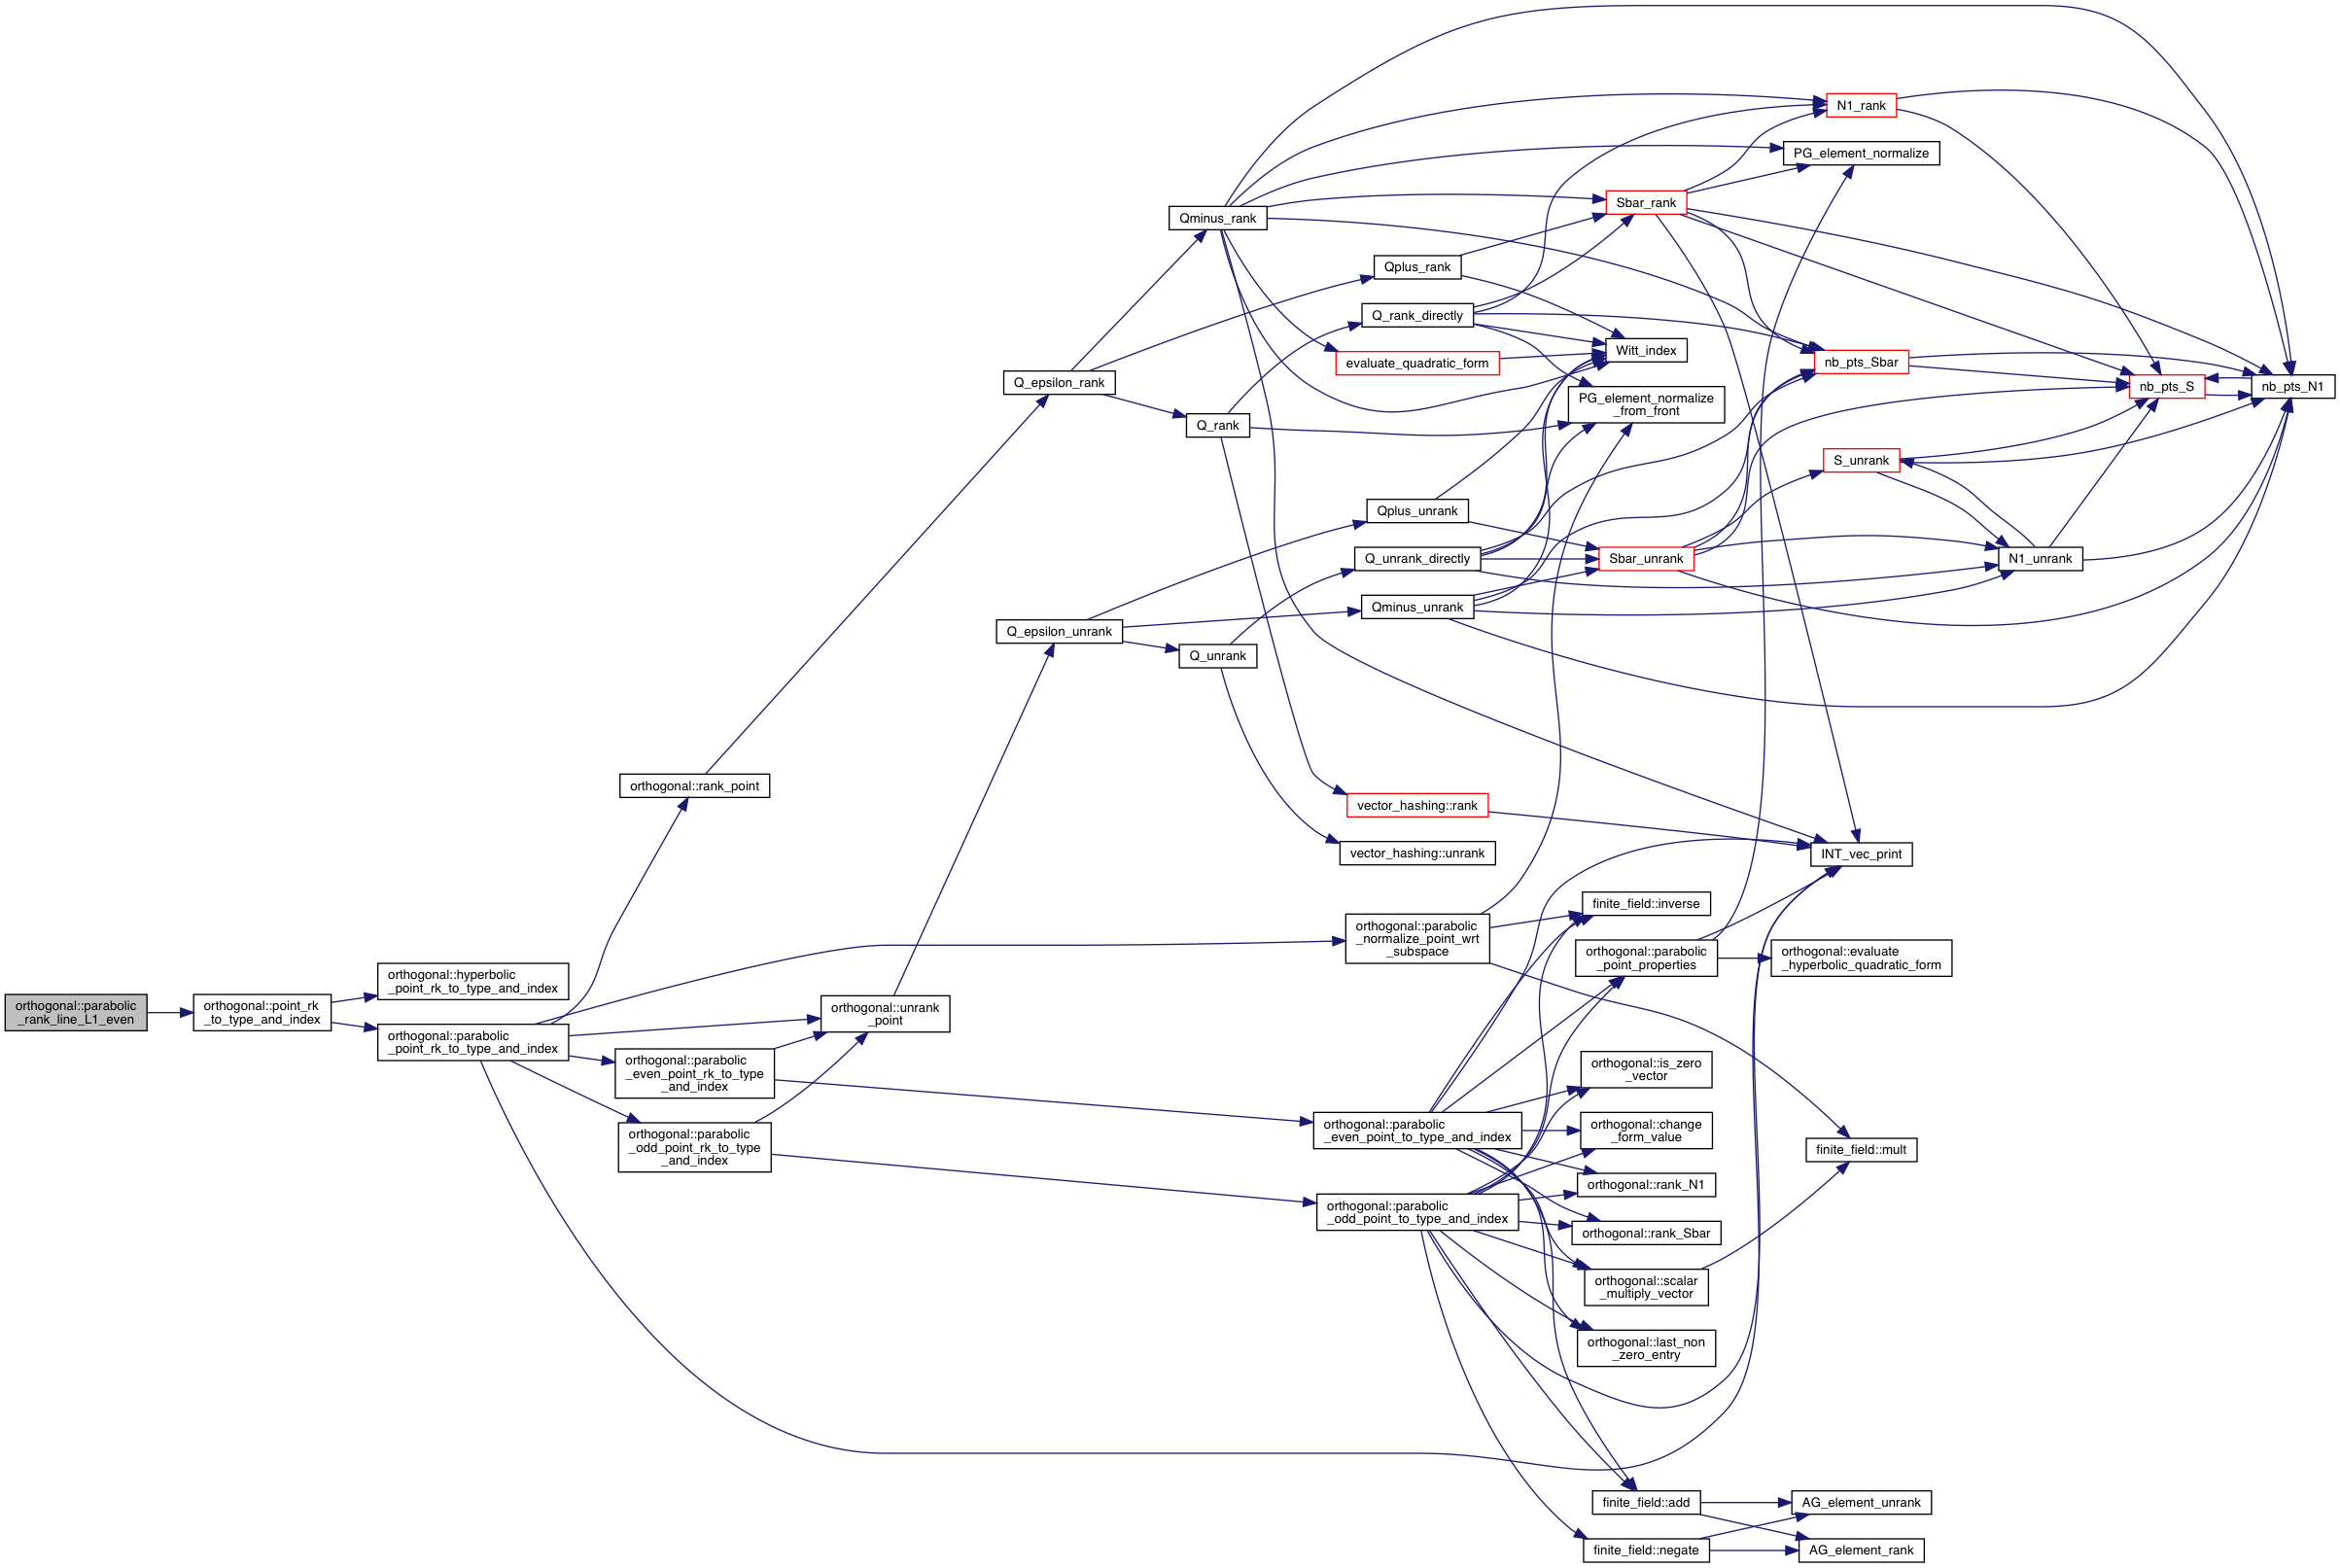 orthogonal::parabolic
_rank_line_L1_even
orthogonal::point_rk
_to_type_and_index
orthogonal::hyperbolic
_point_rk_to_type_and_index
orthogonal::parabolic
_point_rk_to_type_and_index
orthogonal::rank_point
orthogonal::parabolic
_even_point_rk_to_type
_and_index
orthogonal::parabolic
_odd_point_rk_to_type
_and_index
orthogonal::unrank
_point
Q_epsilon_rank
Q_epsilon_unrank
Qminus_rank
Q_rank
Q_unrank
Qplus_rank
Q_rank_directly
evaluate_quadratic_form
Qplus_unrank
Q_unrank_directly
Qminus_unrank
vector_hashing::rank
vector_hashing::unrank
orthogonal::parabolic
_normalize_point_wrt
_subspace
orthogonal::parabolic
_even_point_to_type_and_index
orthogonal::parabolic
_odd_point_to_type_and_index
Sbar_rank
Witt_index
PG_element_normalize
_from_front
Sbar_unrank
finite_field::inverse
orthogonal::parabolic
_point_properties
orthogonal::is_zero
_vector
orthogonal::change
_form_value
orthogonal::rank_N1
orthogonal::rank_Sbar
orthogonal::scalar
_multiply_vector
orthogonal::last_non
_zero_entry
finite_field::add
finite_field::negate
N1_rank
PG_element_normalize
nb_pts_Sbar
S_unrank
INT_vec_print
orthogonal::evaluate
_hyperbolic_quadratic_form
finite_field::mult
AG_element_unrank
AG_element_rank
N1_unrank
nb_pts_S
nb_pts_N1